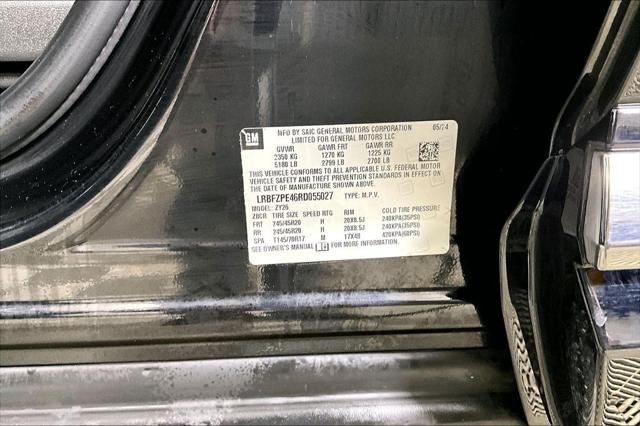 GM
MFD BY SAIC GENERAL MOTORS CORPORATION 05/24
LIMITED FOR GENERAL MOTORS LLC
GVWR GAWR FRT GAWR RR
2350 KG 1270 KG 1225 KG
5180 LB 2799 LB 2700 LB
THIS VEHICLE CONFORMS TO ALL APPLICABLE U.S. FEDERAL MOTOR
VEHICLE SAFETY AND THEFT PREVENTION STANDARDS IN EFFECT ON
THE DATE OF MANUFACTURE SHOWN ABOVE.
LRBFZPE46RD055027 TYPE: M.P.V.
MODEL: ZY26
ZBCR TIRE SIZE SPEED RTG RIM COLD TIRE PRESSURE
FRT 245/45R20 H 20X8.5J 240KPA(35PSI)
RR 245/45R20 H 20X8.5J 240KPA(35PSI)
SPA T145/70R17 M 17X4B 420KPA(60PSI)
SEE OWNER'S MANUAL FOR MORE INFORMATION.